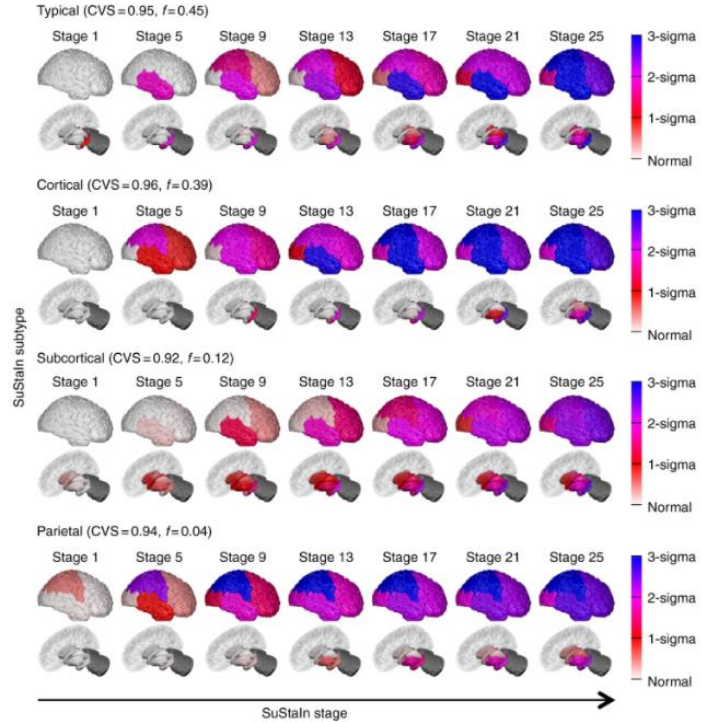 Typical (CVS=0.95, f=0.45)
Stage 1 Stage 5 Stage 9 Stage 13 Stage 17 Stage 21 Stage 25
3-sigma
2-sigma
1-sigma
Normal
Cortical (CVS=0.96, f=0.39)
Stage 1 Stage 5 Stage 9 Stage 13 Stage 17 Stage 21 Stage 25
3-sigma
2-sigma
1-sigma
Normal
Subcortical (CVS=0.92, f=0.12)
Stage 1 Stage 5 Stage 9 Stage 13 Stage 17 Stage 21 Stage 25
3-sigma
2-sigma
1-sigma
Normal
Parietal (CVS=0.94, f=0.04)
Stage 1 Stage 5 Stage 9 Stage 13 Stage 17 Stage 21 Stage 25
3-sigma
2-sigma
1-sigma
Normal
SuStaIn subtype
SuStaIn stage